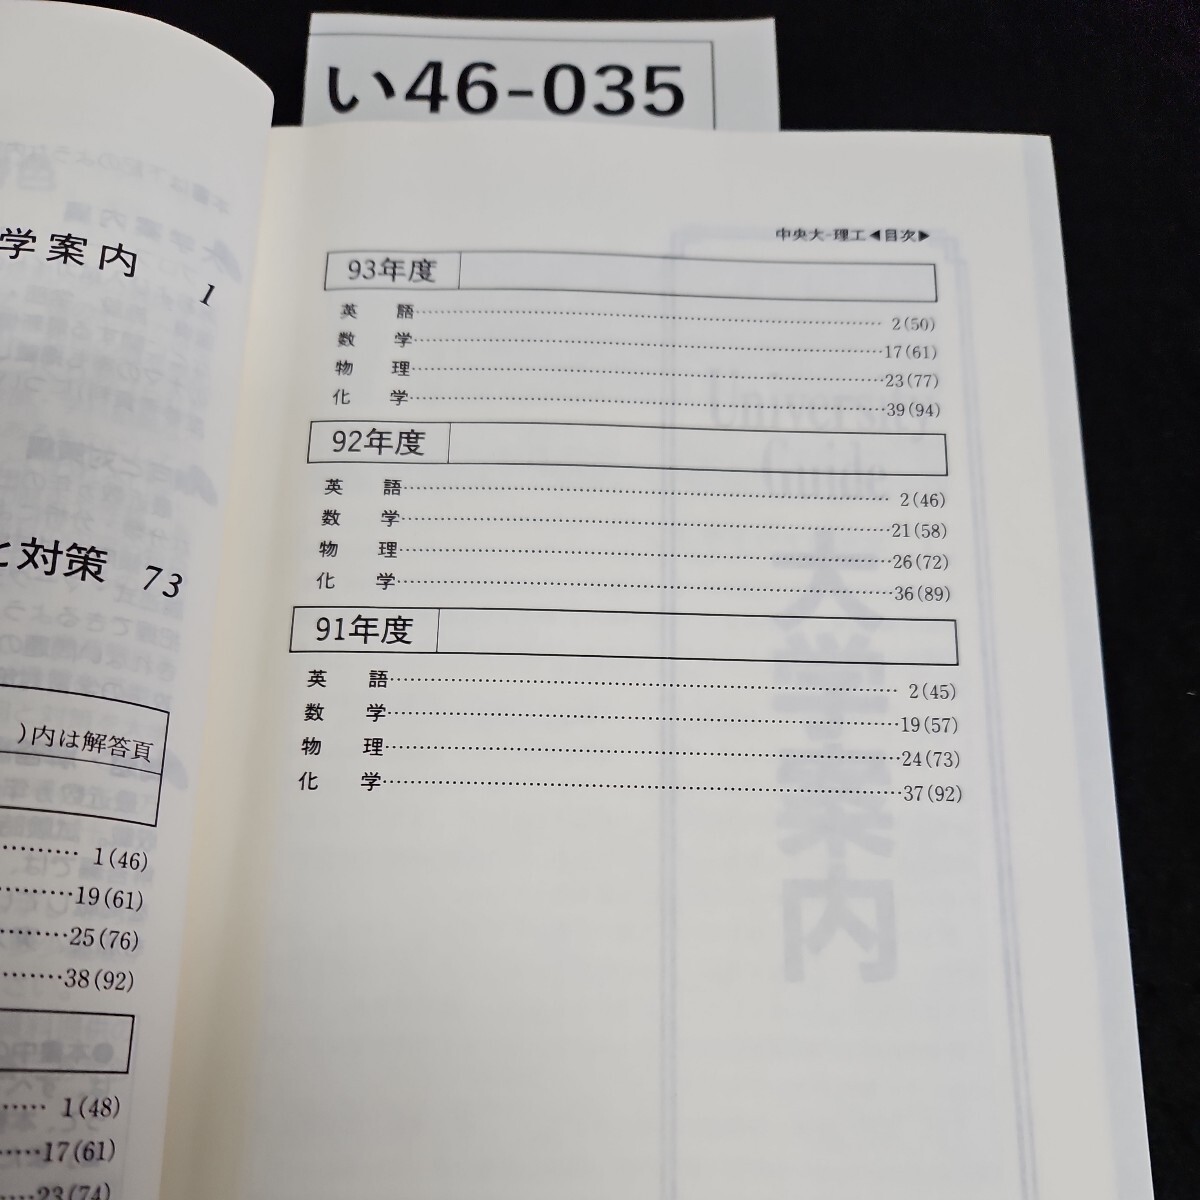 い46-035
学案内
1
と対策 73
)内は解答頁
1(46)
19(61)
25(76)
38(92)
1(48)
17(61)
23(74)
中央大-理工◀目次▶
93年度
英語 2(50)
数学 17(61)
物理 23(77)
化学 39(94)
92年度
英語 2(46)
数学 21(58)
物理 26(72)
化学 36(89)
91年度
英語 2(45)
数学 19(57)
物理 24(73)
化学 37(92)